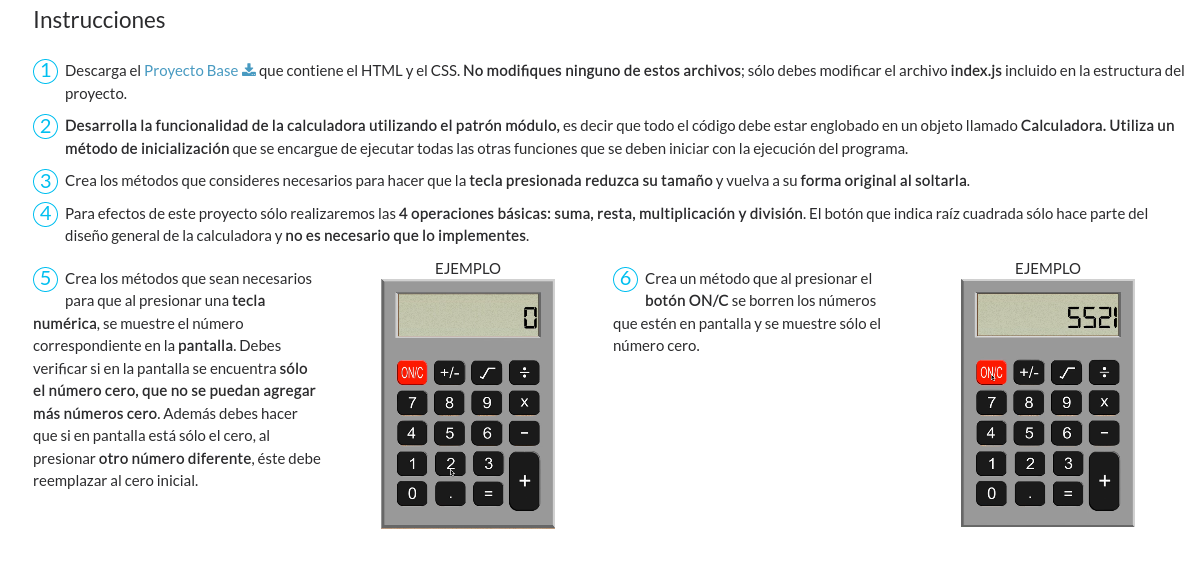 Instrucciones
1 Descarga el Proyecto Base que contiene el HTML y el CSS. No modifiques ninguno de estos archivos; sólo debes modificar el archivo index.js incluido en la estructura del
proyecto.
2 Desarrolla la funcionalidad de la calculadora utilizando el patrón módulo, es decir que todo el código debe estar englobado en un objeto llamado Calculadora. Utiliza un
método de inicialización que se encargue de ejecutar todas las otras funciones que se deben iniciar con la ejecución del programa.
3 Crea los métodos que consideres necesarios para hacer que la tecla presionada reduzca su tamaño y vuelva a su forma original al soltarla.
4 Para efectos de este proyecto sólo realizaremos las 4 operaciones básicas: suma, resta, multiplicación y división. El botón que indica raíz cuadrada sólo hace parte del
diseño general de la calculadora y no es necesario que lo implementes.
5 Crea los métodos que sean necesarios
para que al presionar una tecla
numérica, se muestre el número
correspondiente en la pantalla. Debes
verificar si en la pantalla se encuentra sólo
el número cero, que no se puedan agregar
más números cero. Además debes hacer
que si en pantalla está sólo el cero, al
presionar otro número diferente, éste debe
reemplazar al cero inicial.
EJEMPLO
0
ON/C +/- √ ÷
7 8 9 x
4 5 6 -
1 2 3 +
0 . =
6 Crea un método que al presionar el
botón ON/C se borren los números
que estén en pantalla y se muestre sólo el
número cero.
EJEMPLO
5521
ON/C +/- √ ÷
7 8 9 x
4 5 6 -
1 2 3 +
0 . =